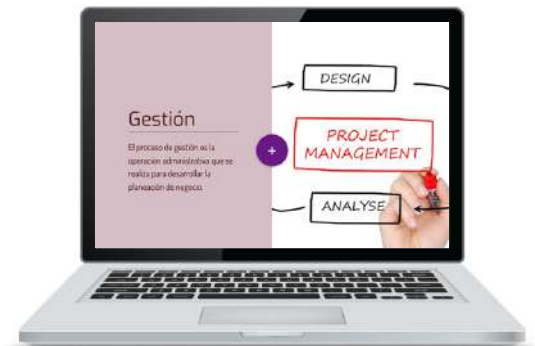 Gestión
El proceso de gestión es la
operación administrativa que se
realiza para desarrollar la
planeación de negocio.
+
DESIGN
PROJECT
MANAGEMENT
ANALYSE